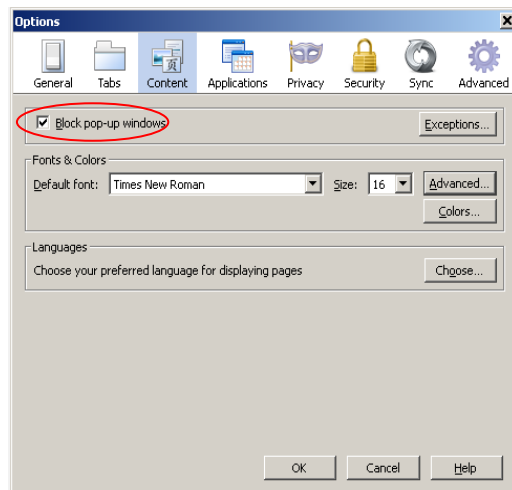 Options
General Tabs Content Applications Privacy Security Sync Advanced
Block pop-up windows Exceptions...
Fonts & Colors
Default font: Times New Roman Size: 16 Advanced...
Colors...
Languages
Choose your preferred language for displaying pages Choose...
OK Cancel Help